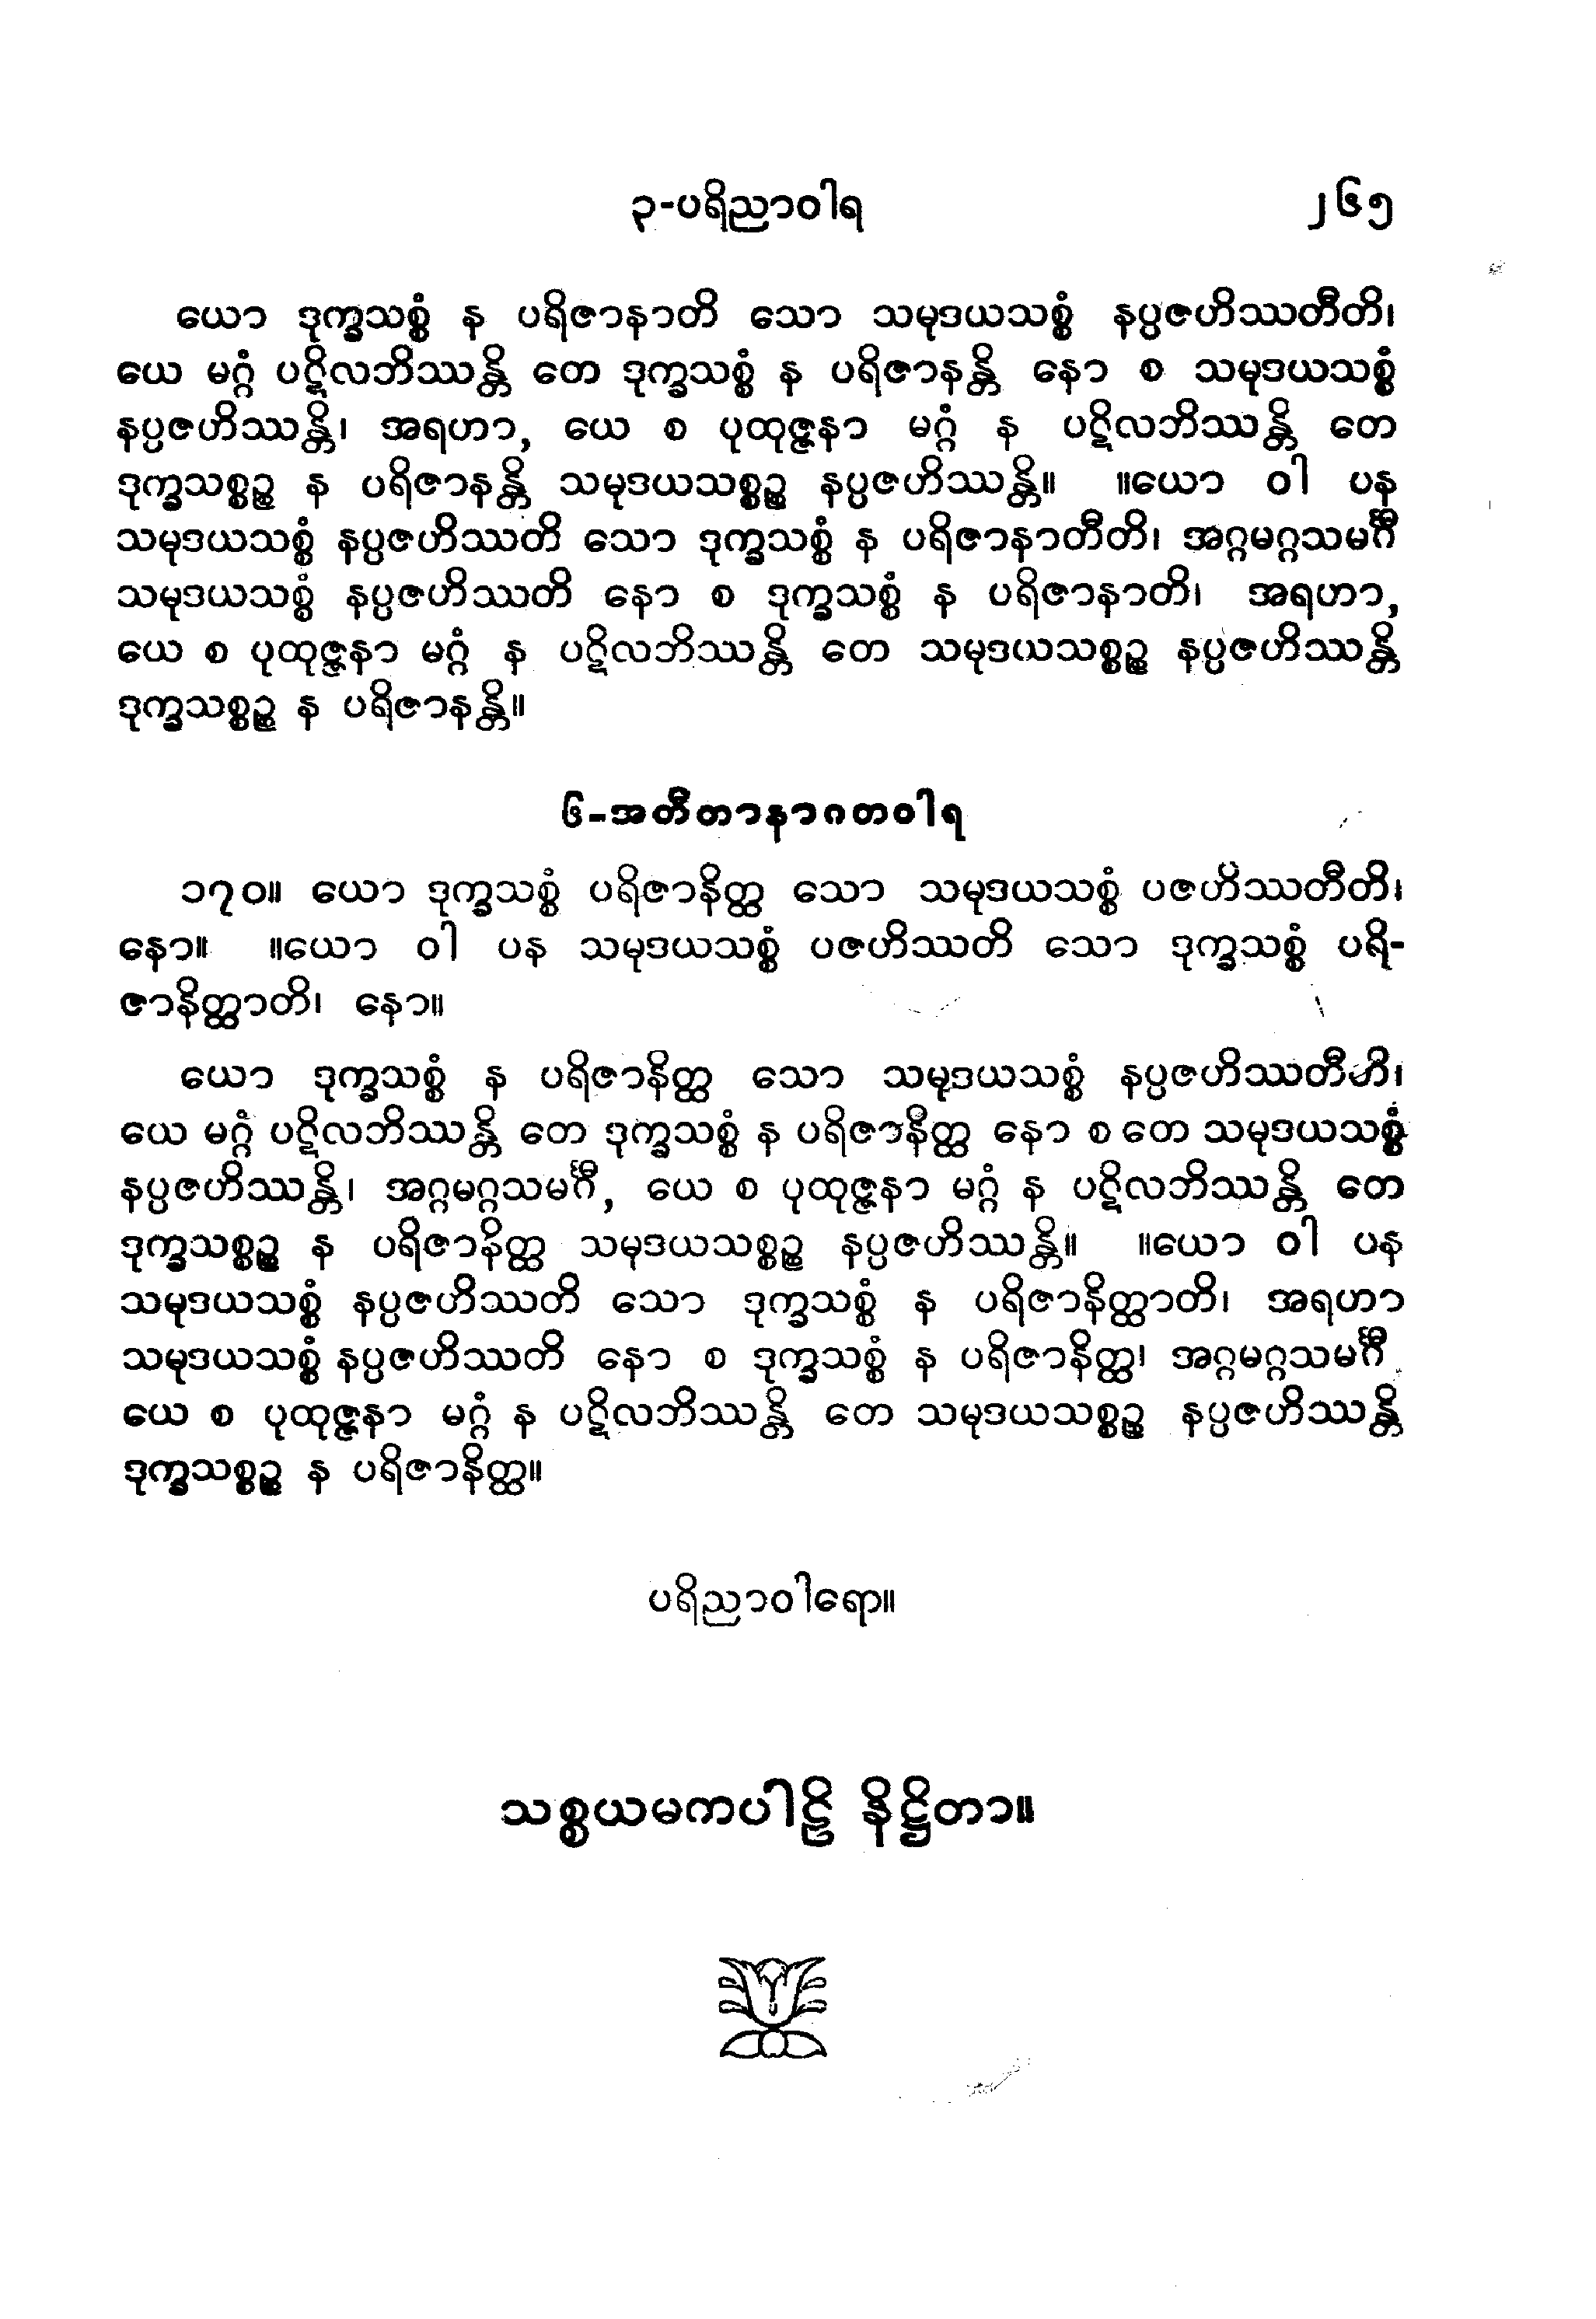 ၃-ပရိညာဝါရ ၂၆၅
ယော ဒုက္ခသစ္စံ န ပရိဇာနာတိ သော သမုဒယသစ္စံ နပ္ပဇဟိဿတီတိ၊
ယေ မဂ္ဂံ ပဋိလဘိဿန္တိ တေ ဒုက္ခသစ္စံ န ပရိဇာနန္တိ နော စ သမုဒယသစ္စံ
နပ္ပဇဟိဿန္တိ၊ အရဟာ, ယေ စ ပုထုဇ္ဇနာ မဂ္ဂံ န ပဋိလဘိဿန္တိ တေ
ဒုက္ခသစ္စဉ္စ န ပရိဇာနန္တိ သမုဒယသစ္စဉ္စ နပ္ပဇဟိဿန္တိ။ ။ယော ဝါ ပန
သမုဒယသစ္စံ နပ္ပဇဟိဿတိ သော ဒုက္ခသစ္စံ န ပရိဇာနာတီတိ၊ အဂ္ဂမဂ္ဂသမင်္ဂီ
သမုဒယသစ္စံ နပ္ပဇဟိဿတိ နော စ ဒုက္ခသစ္စံ န ပရိဇာနာတိ၊ အရဟာ,
ယေ စ ပုထုဇ္ဇနာ မဂ္ဂံ န ပဋိလဘိဿန္တိ တေ သမုဒယသစ္စဉ္စ နပ္ပဇဟိဿန္တိ
ဒုက္ခသစ္စဉ္စ န ပရိဇာနန္တိ။
၆-အတီတာနာဂတဝါရ
၁၇၀။ ယော ဒုက္ခသစ္စံ ပရိဇာနိတ္ထ သော သမုဒယသစ္စံ ပဇဟိဿတီတိ၊
နော။ ။ယော ဝါ ပန သမုဒယသစ္စံ ပဇဟိဿတိ သော ဒုက္ခသစ္စံ ပရိ-
ဇာနိတ္ထာတိ၊ နော။
ယော ဒုက္ခသစ္စံ န ပရိဇာနိတ္ထ သော သမုဒယသစ္စံ နပ္ပဇဟိဿတီတိ၊
ယေ မဂ္ဂံ ပဋိလဘိဿန္တိ တေ ဒုက္ခသစ္စံ န ပရိဇာနိတ္ထ နော စ တေ သမုဒယသစ္စံ
နပ္ပဇဟိဿန္တိ၊ အဂ္ဂမဂ္ဂသမင်္ဂီ, ယေ စ ပုထုဇ္ဇနာ မဂ္ဂံ န ပဋိလဘိဿန္တိ တေ
ဒုက္ခသစ္စဉ္စ န ပရိဇာနိတ္ထ သမုဒယသစ္စဉ္စ နပ္ပဇဟိဿန္တိ။ ။ယော ဝါ ပန
သမုဒယသစ္စံ နပ္ပဇဟိဿတိ သော ဒုက္ခသစ္စံ န ပရိဇာနိတ္ထာတိ၊ အရဟာ
သမုဒယသစ္စံ နပ္ပဇဟိဿတိ နော စ ဒုက္ခသစ္စံ န ပရိဇာနိတ္ထ၊ အဂ္ဂမဂ္ဂသမင်္ဂီ
ယေ စ ပုထုဇ္ဇနာ မဂ္ဂံ န ပဋိလဘိဿန္တိ တေ သမုဒယသစ္စဉ္စ နပ္ပဇဟိဿန္တိ
ဒုက္ခသစ္စဉ္စ န ပရိဇာနိတ္ထ။
ပရိညာဝါရော။
သစ္စယမကပါဠိ နိဋ္ဌိတာ။